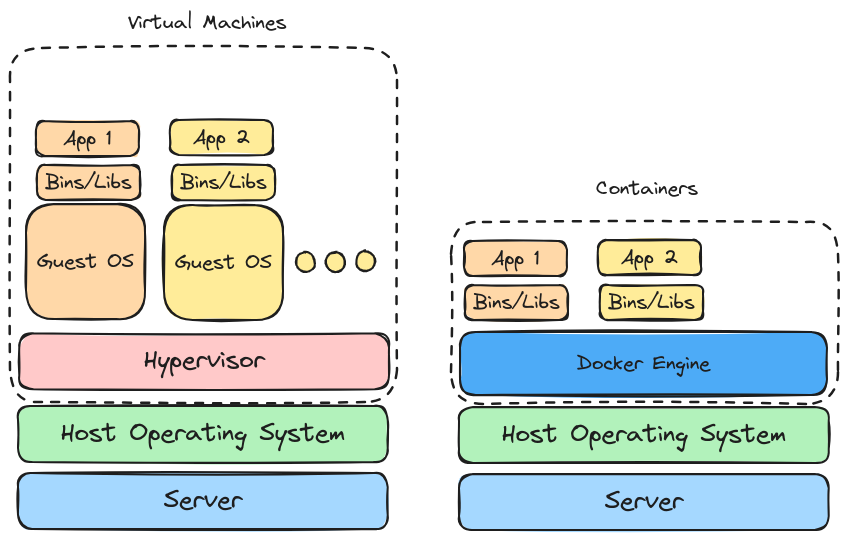 Virtual Machines
App 1
App 2
Bins/Libs
Bins/Libs
Guest OS
Guest OS
Hypervisor
Host Operating System
Server
Containers
App 1
App 2
Bins/Libs
Bins/Libs
Docker Engine
Host Operating System
Server